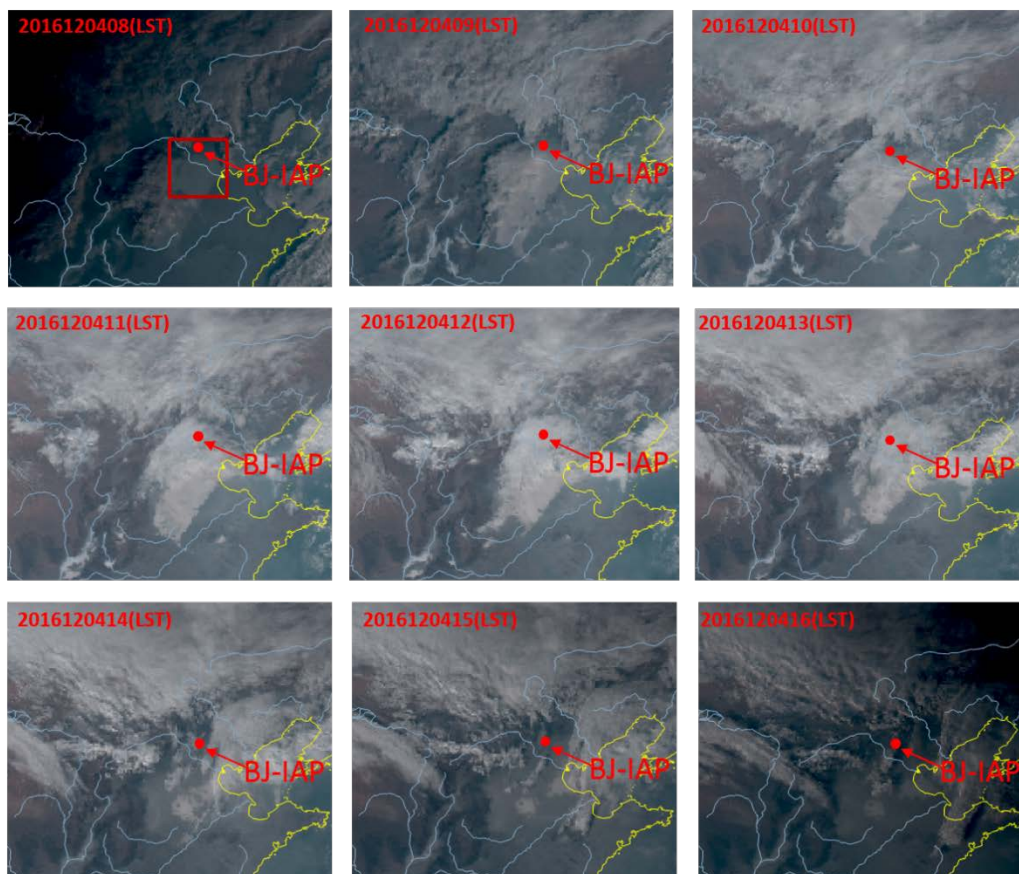 2016120408(LST)
2016120409(LST)
2016120410(LST)
BJ-IAP
BJ-IAP
BJ-IAP
2016120411(LST)
2016120412(LST)
2016120413(LST)
BJ-IAP
BJ-IAP
BJ-IAP
2016120414(LST)
2016120415(LST)
2016120416(LST)
BJ-IAP
BJ-IAP
BJ-IAP